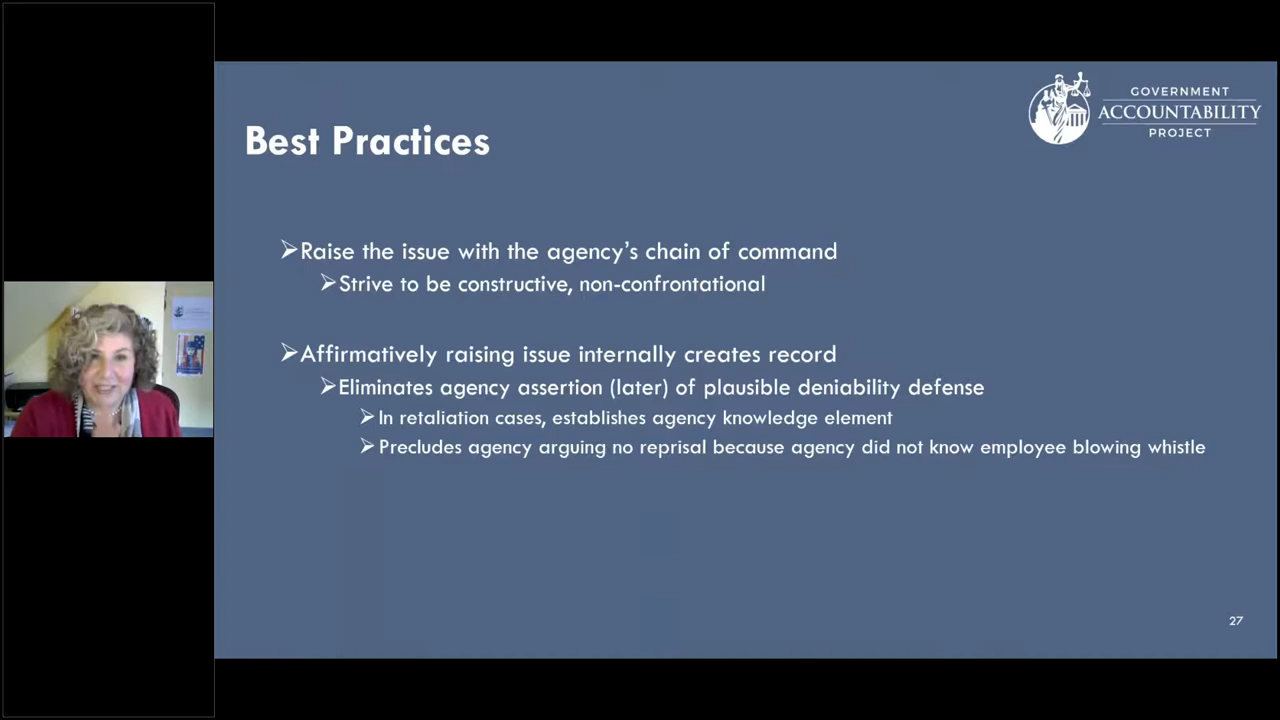 GOVERNMENT
ACCOUNTABILITY
PROJECT
Best Practices
Raise the issue with the agency’s chain of command
Strive to be constructive, non-confrontational
Affirmatively raising issue internally creates record
Eliminates agency assertion (later) of plausible deniability defense
In retaliation cases, establishes agency knowledge element
Precludes agency arguing no reprisal because agency did not know employee blowing whistle
27